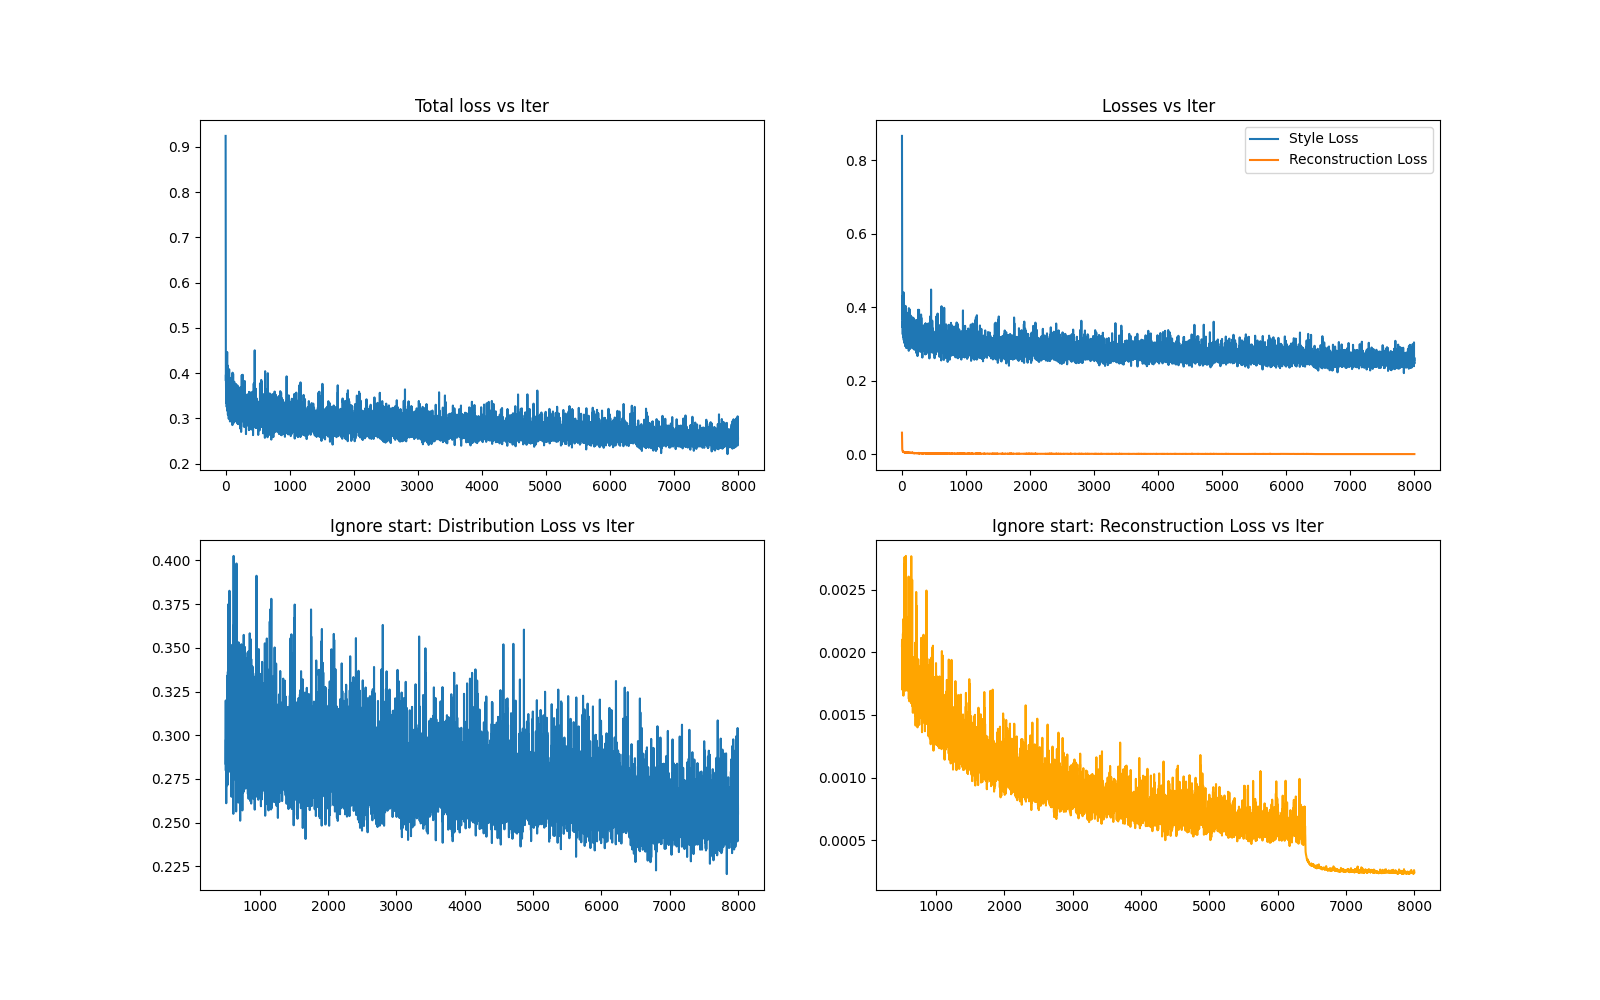 Total loss vs Iter
0.9
0.8
0.7
0.6
0.5
0.4
0.3
0.2
0 1000 2000 3000 4000 5000 6000 7000 8000
Losses vs Iter
Style Loss
Reconstruction Loss
0.8
0.6
0.4
0.2
0.0
0 1000 2000 3000 4000 5000 6000 7000 8000
Ignore start: Distribution Loss vs Iter
0.400
0.375
0.350
0.325
0.300
0.275
0.250
0.225
1000 2000 3000 4000 5000 6000 7000 8000
Ignore start: Reconstruction Loss vs Iter
0.0025
0.0020
0.0015
0.0010
0.0005
1000 2000 3000 4000 5000 6000 7000 8000